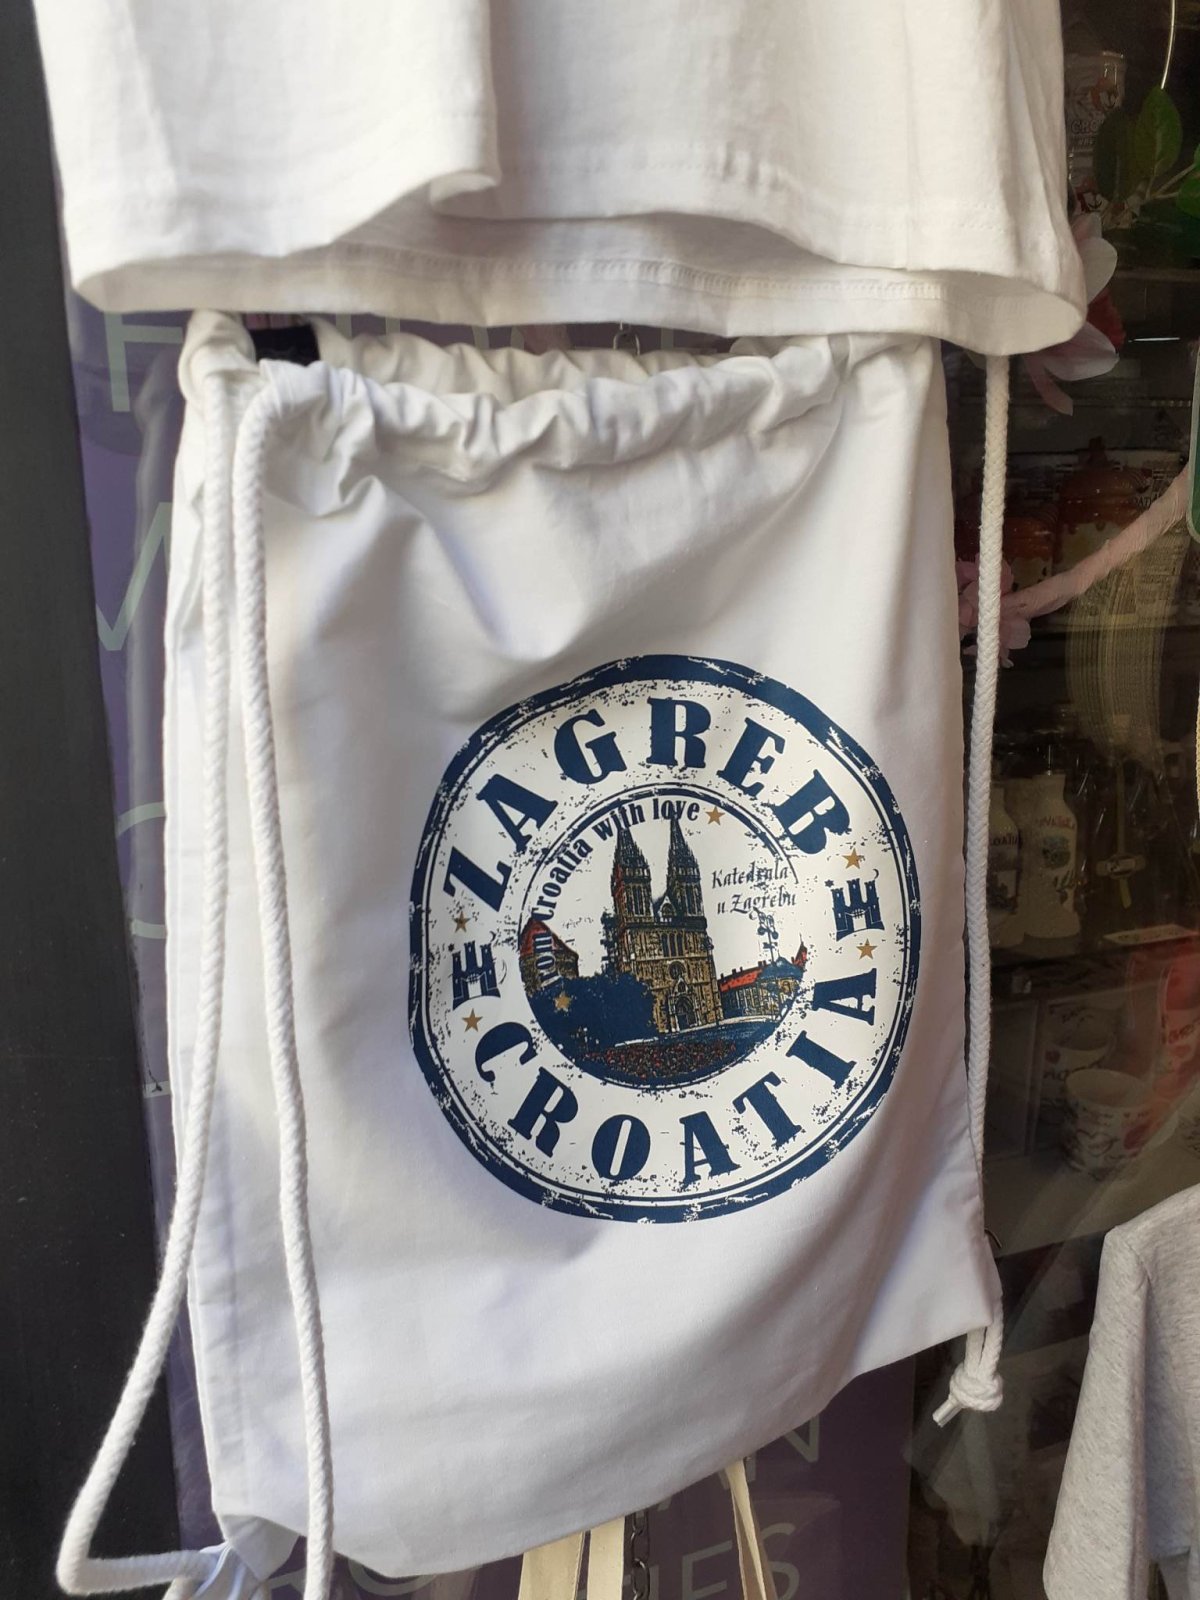 ZAGREB
from Croatia with love
Katedrala
u Zagrebu
CROATIA